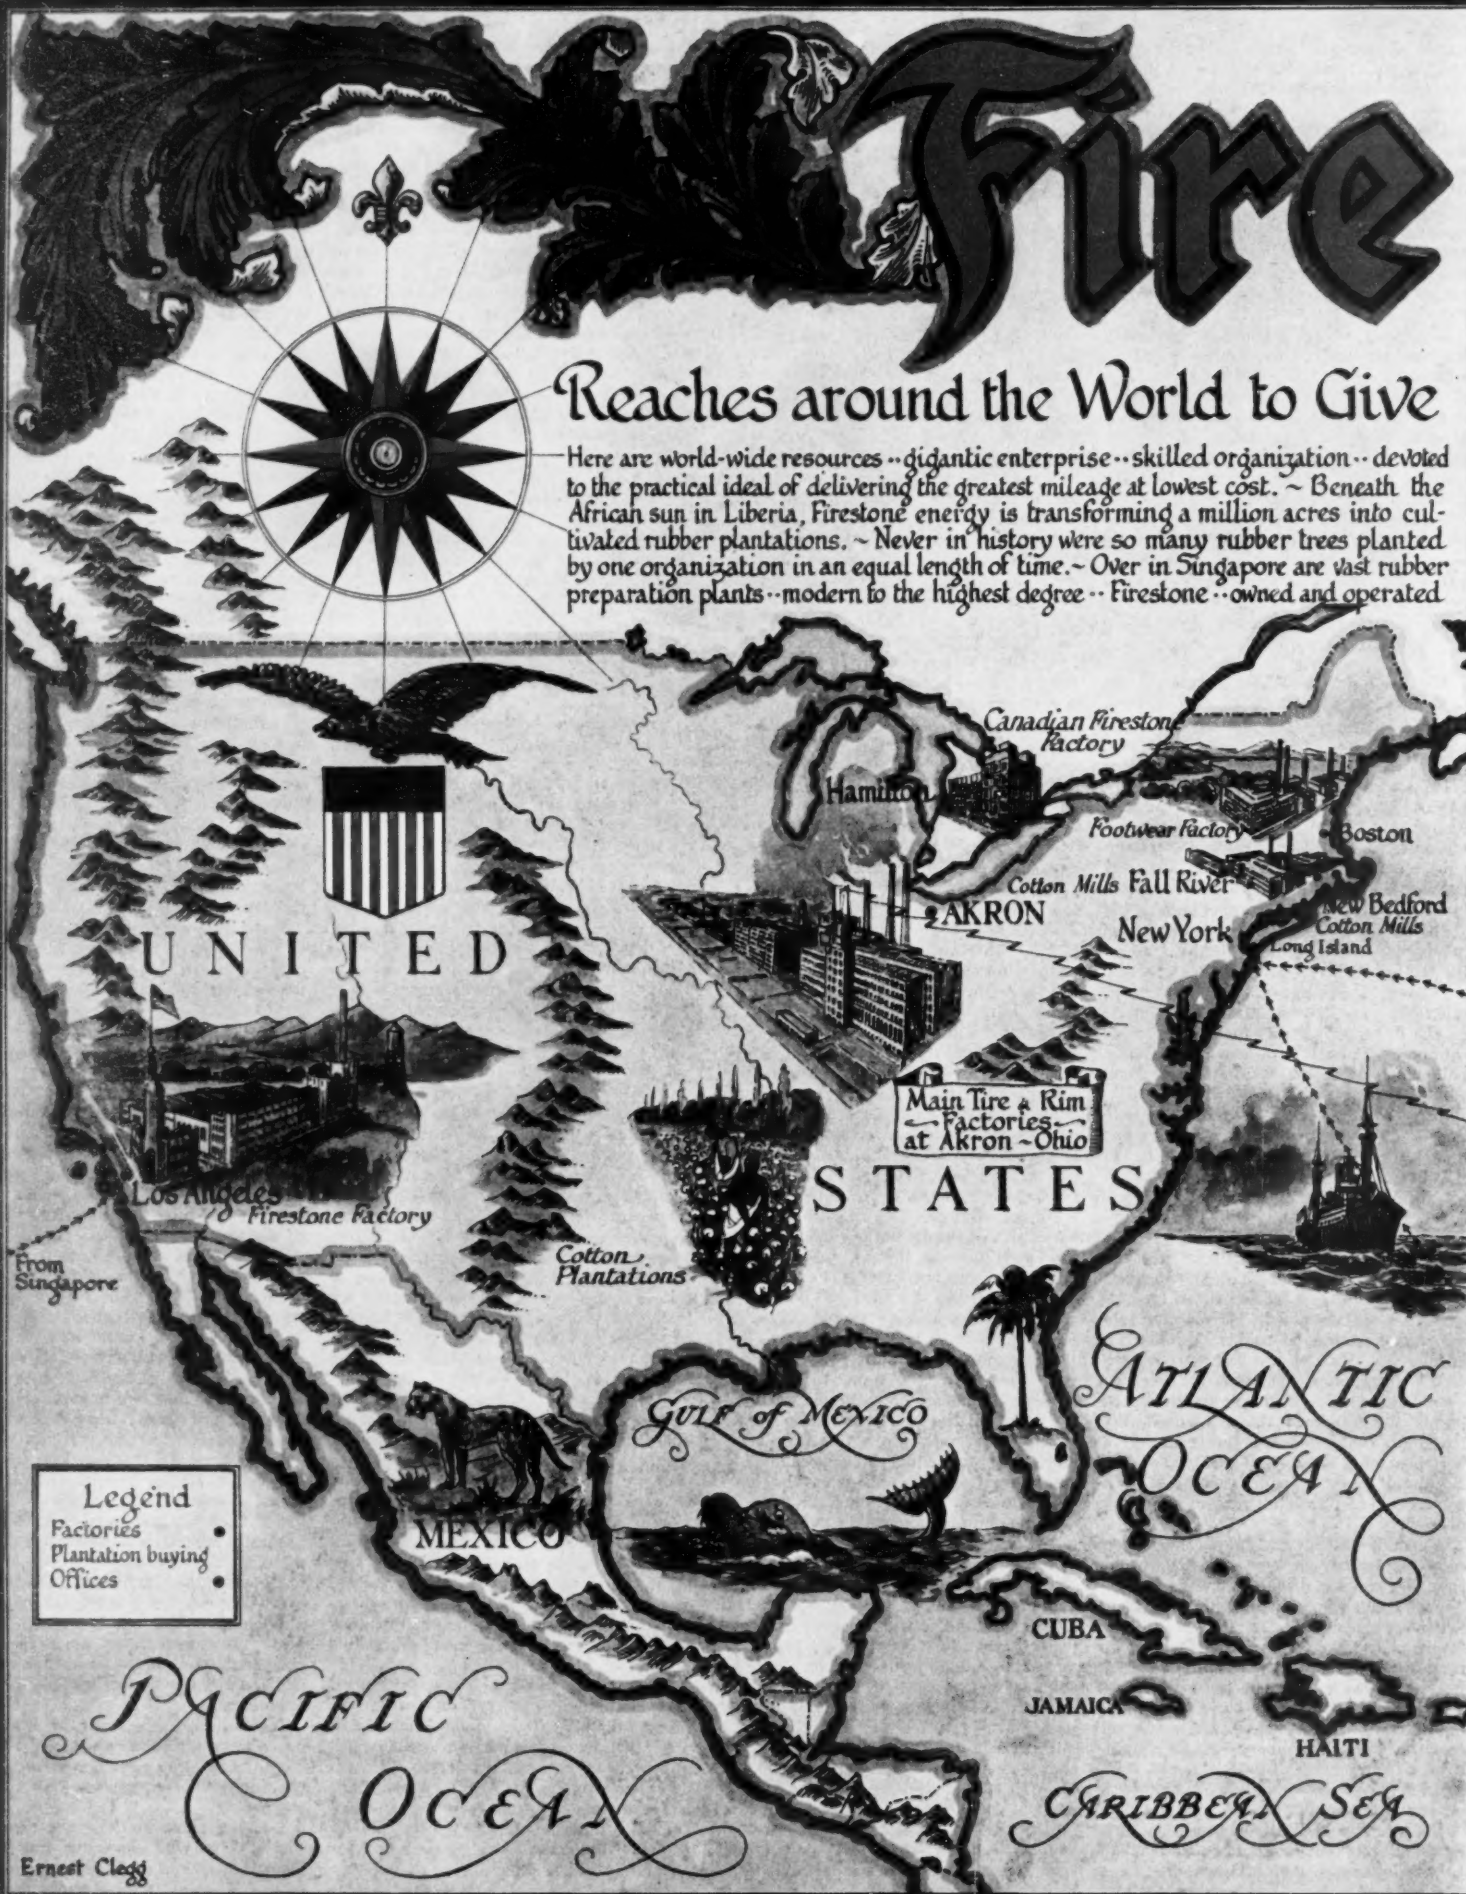 Fire
Reaches around the World to Give
Here are world-wide resources ·· gigantic enterprise ·· skilled organization ·· devoted
to the practical ideal of delivering the greatest mileage at lowest cost. ~ Beneath the
African sun in Liberia, Firestone energy is transforming a million acres into cul-
tivated rubber plantations. ~ Never in history were so many rubber trees planted
by one organization in an equal length of time. ~ Over in Singapore are vast rubber
preparation plants ·· modern to the highest degree ·· Firestone ·· owned and operated
Canadian Firestone
Factory
Hamilton
Footwear Factory
Boston
Cotton Mills Fall River
AKRON
New Bedford
Cotton Mills
New York
Long Island
UNITED
Main Tire & Rim
Factories
at Akron ~ Ohio
STATES
Los Angeles
Firestone Factory
From
Singapore
Cotton
Plantations
ATLANTIC
OCEAN
GULF of MEXICO
Legend
Factories
Plantation buying
Offices
MEXICO
CUBA
JAMAICA
HAITI
PACIFIC
OCEAN
CARIBBEAN SEA
Ernest Clegg